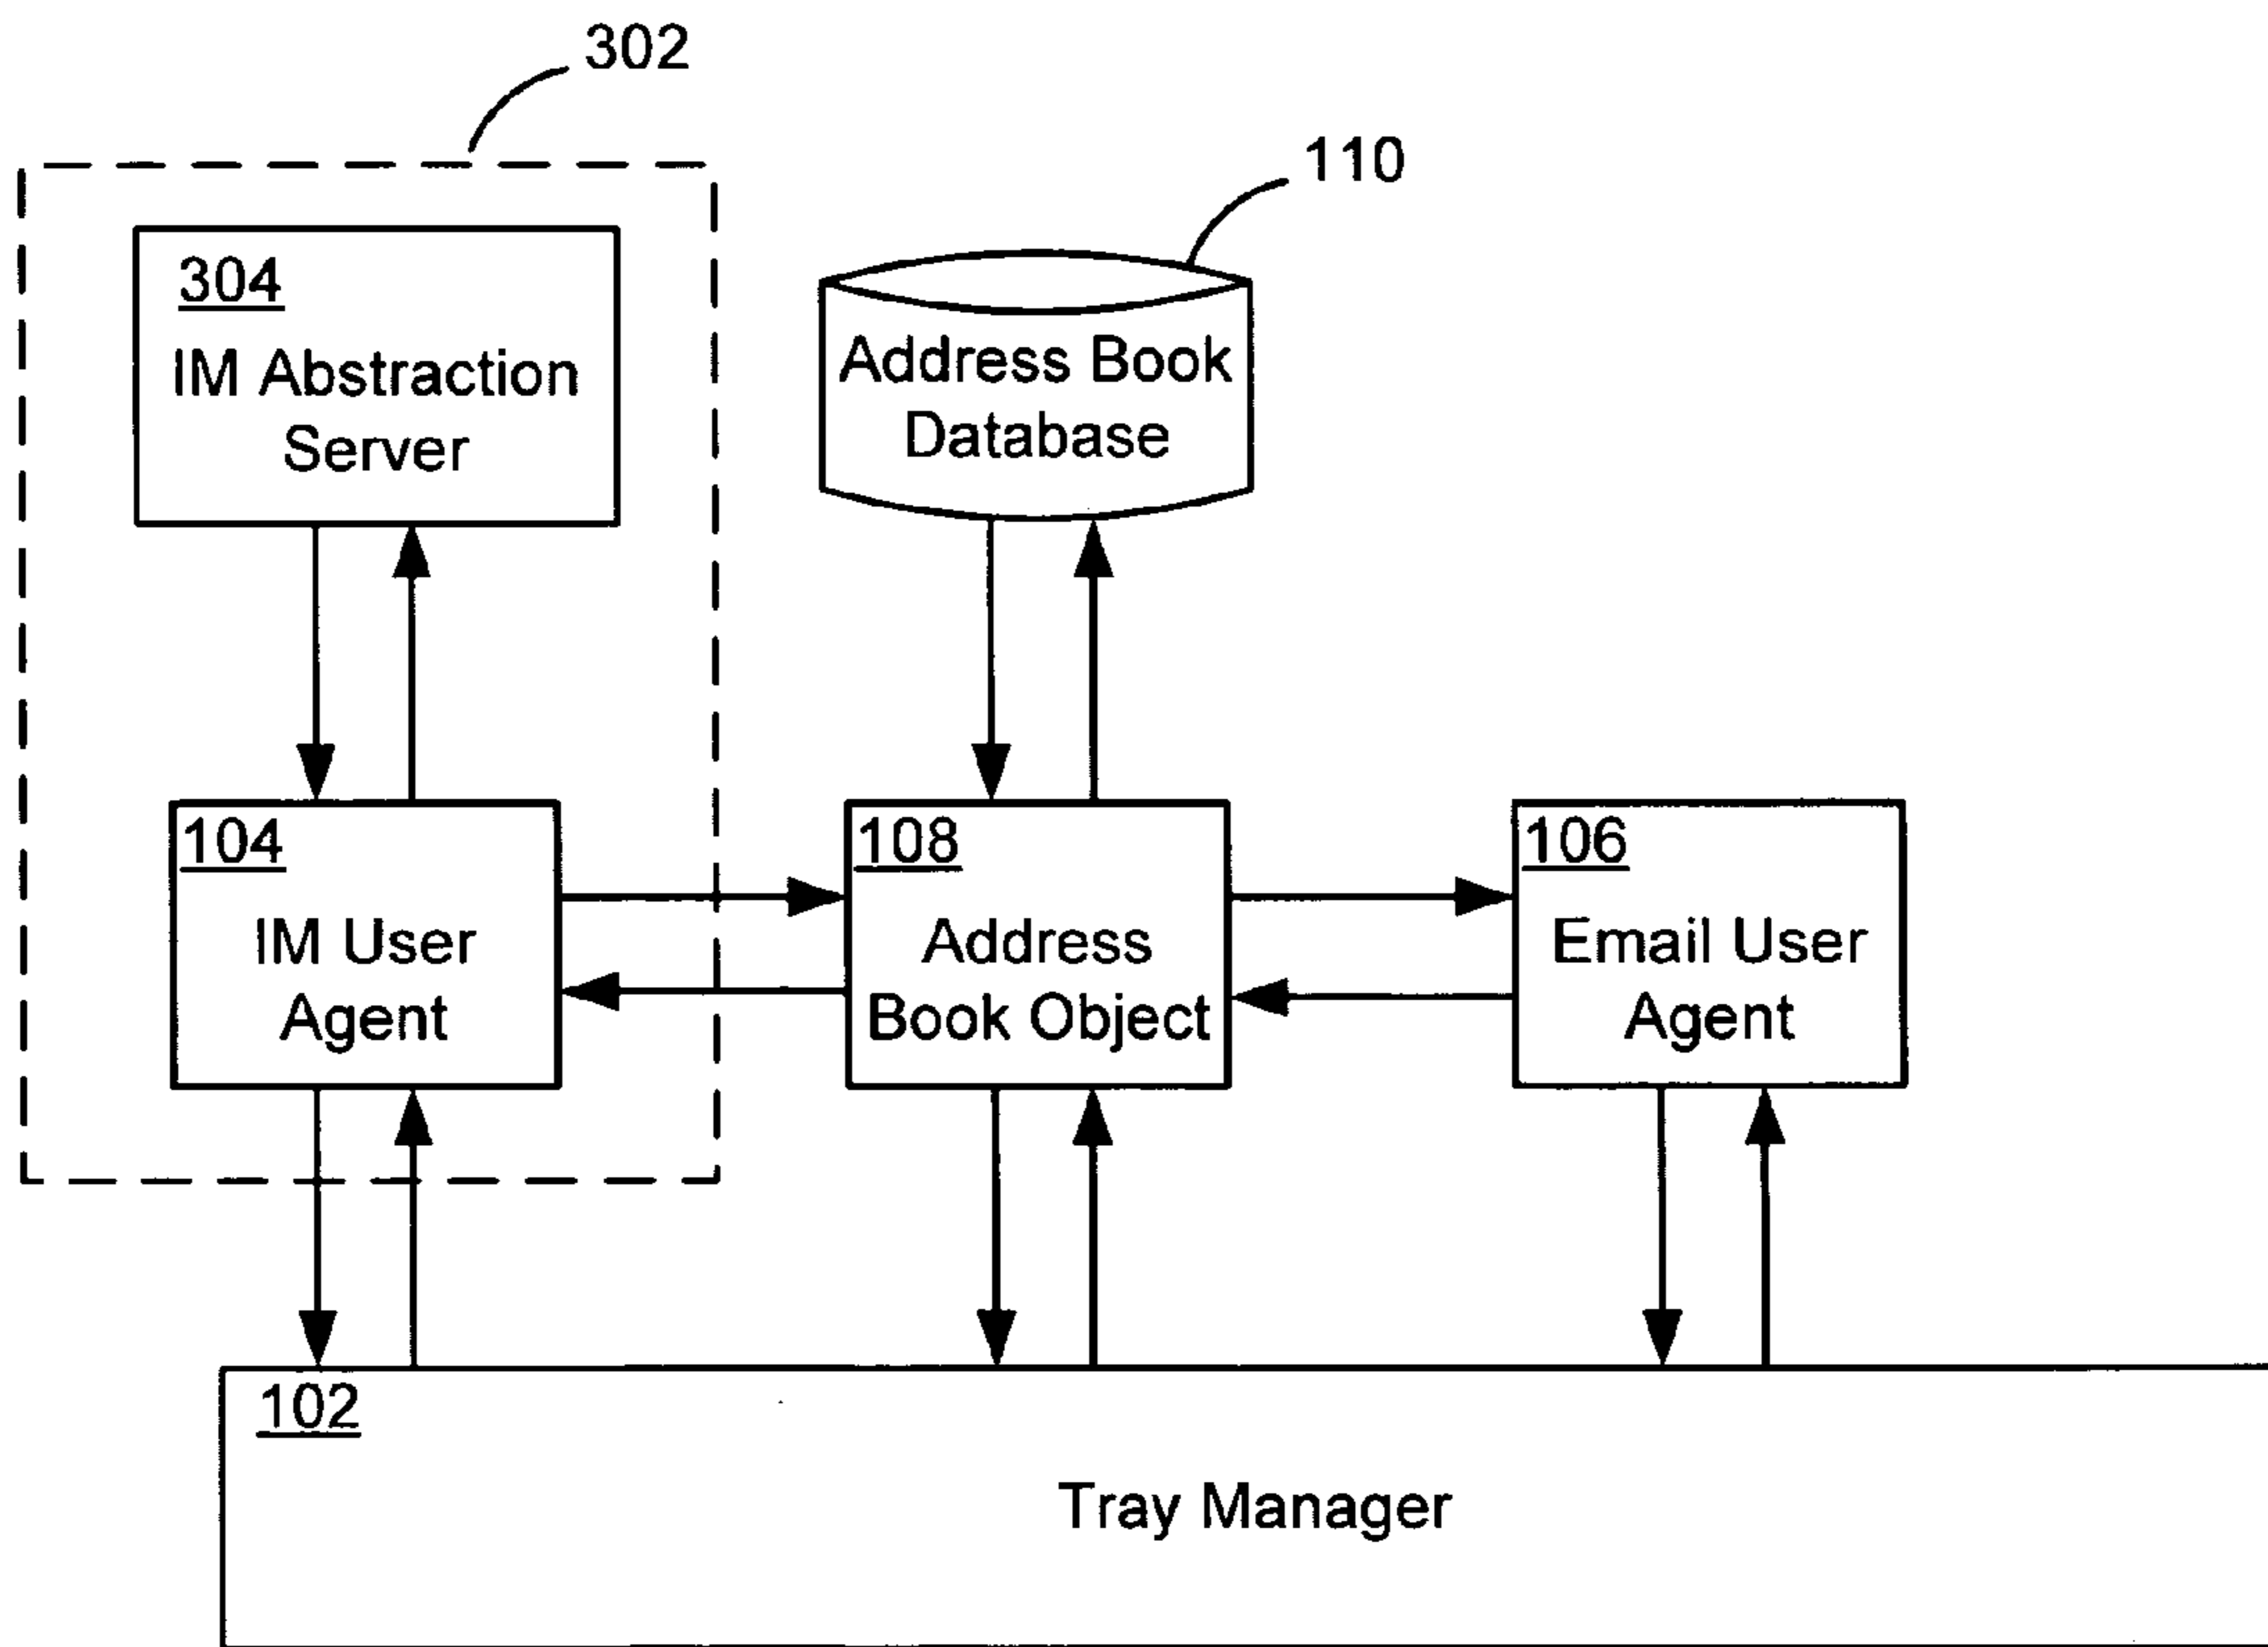 302
110
304
IM Abstraction
Server
Address Book
Database
104
IM User
Agent
108
Address
Book Object
106
Email User
Agent
102
Tray Manager